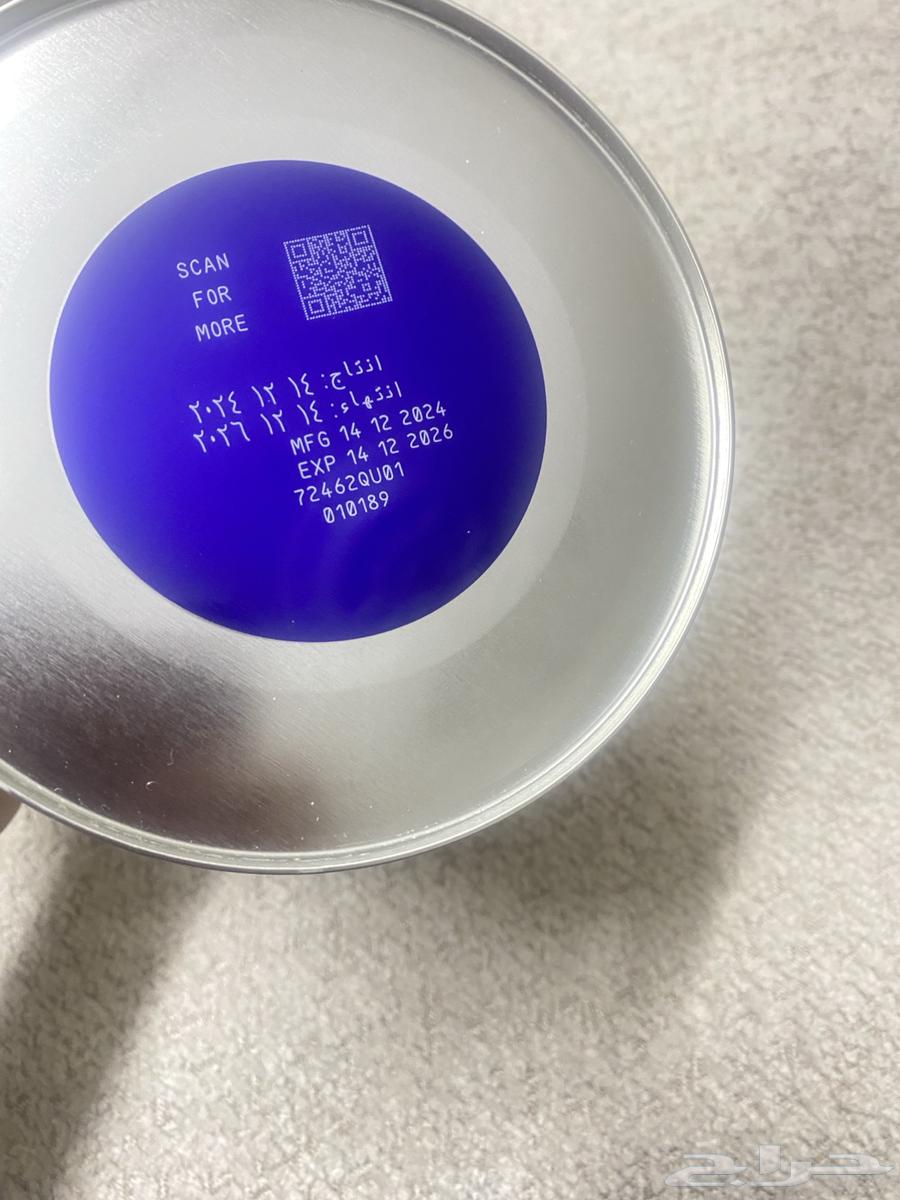 SCAN
FOR
MORE
انتاج: ١٤ ١٢ ٢٠٢٤
انتهاء: ١٤ ١٢ ٢٠٢٦
MFG 14 12 2024
EXP 14 12 2026
72462QU01
010189
حراج